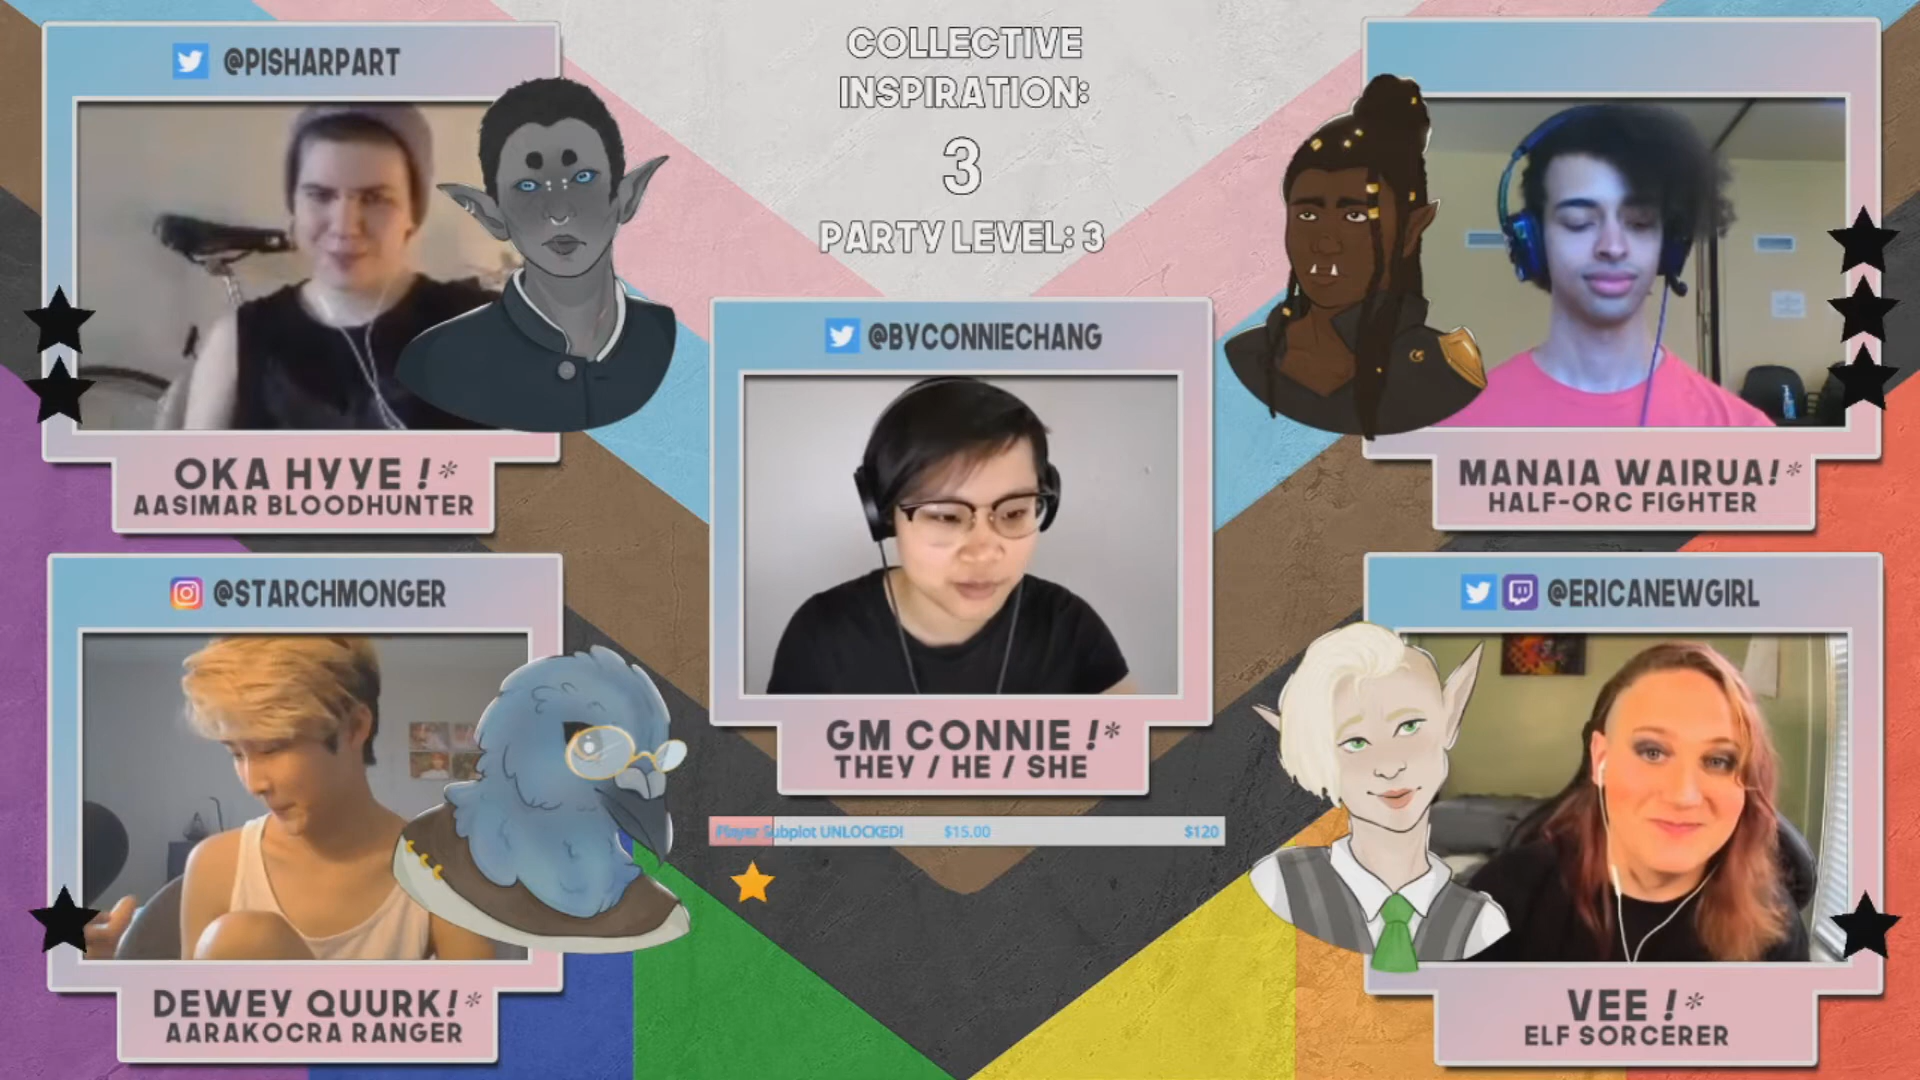 @PISHARPART
OKA HYYE !*
AASIMAR BLOODHUNTER
COLLECTIVE
INSPIRATION:
3
PARTY LEVEL: 3
MANAIA WAIRUA!*
HALF-ORC FIGHTER
@BYCONNIECHANG
GM CONNIE !*
THEY / HE / SHE
Player Subplot UNLOCKED! $15.00 $120
@STARCHMONGER
DEWEY QUURK!*
AARAKOCRA RANGER
@ERICANEWGIRL
VEE !*
ELF SORCERER